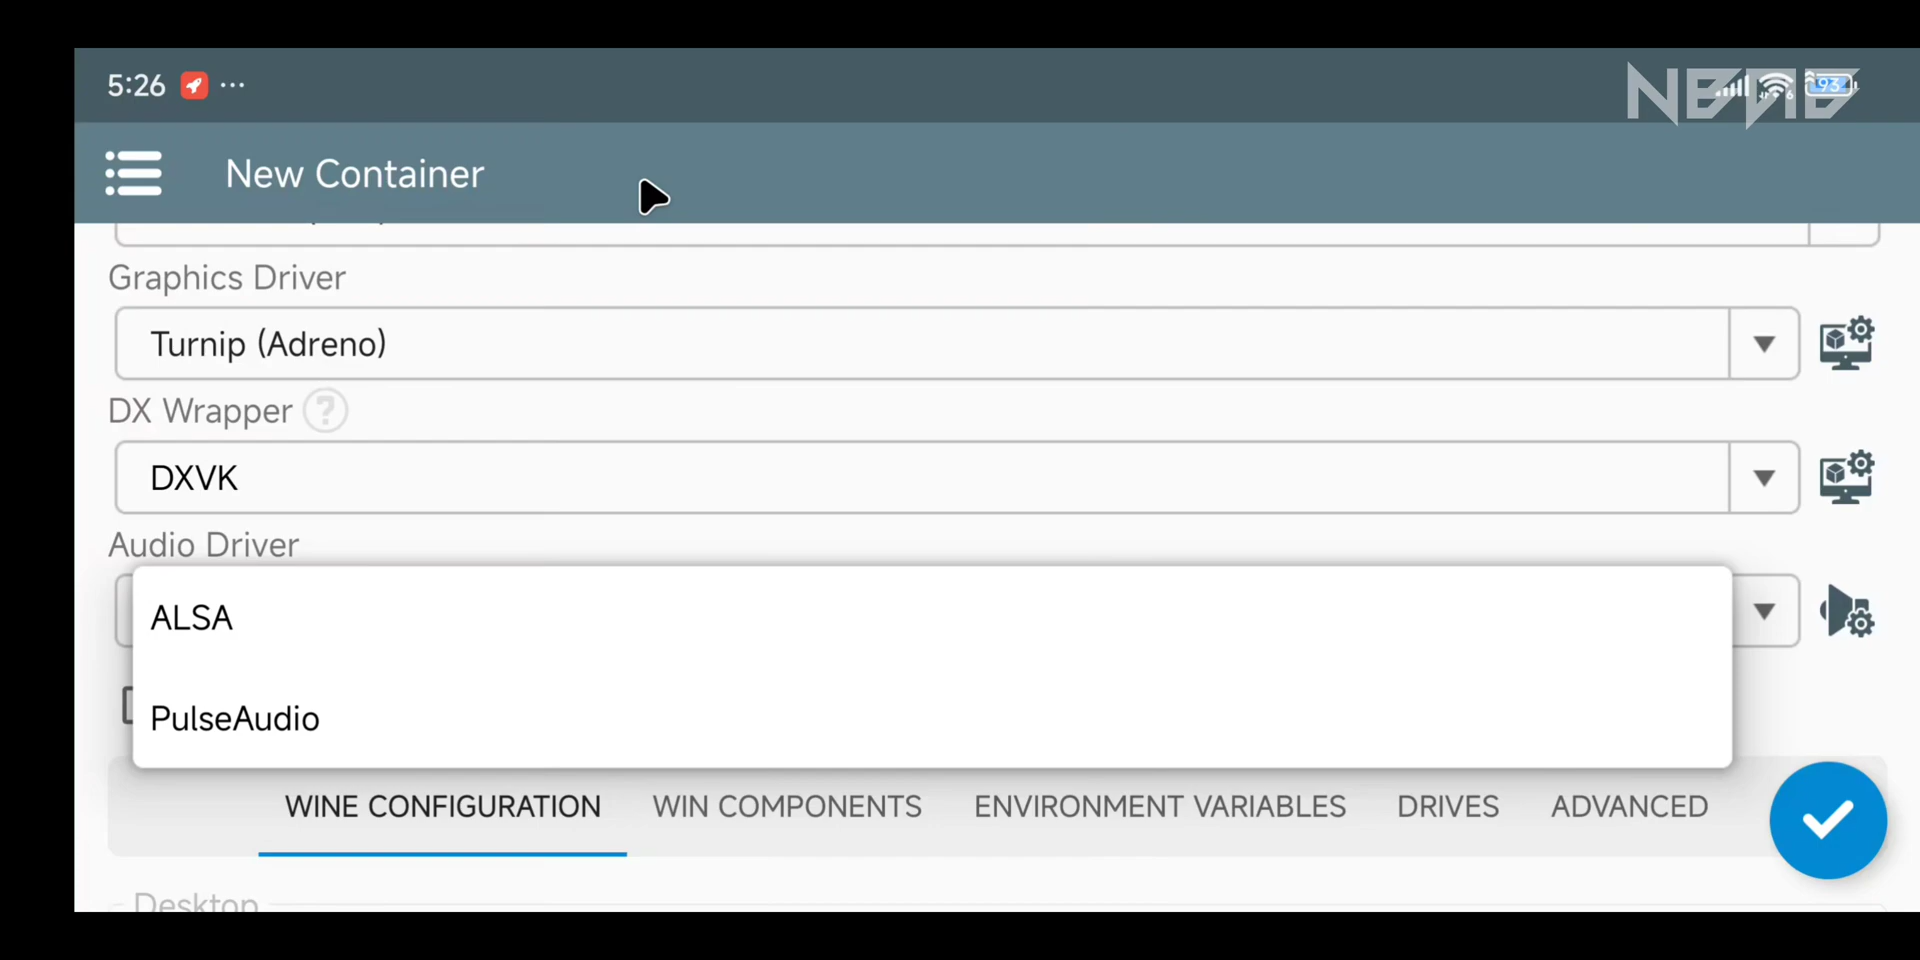 5:26
93
New Container
Graphics Driver
Turnip (Adreno)
DX Wrapper ?
DXVK
Audio Driver
ALSA
PulseAudio
WINE CONFIGURATION WIN COMPONENTS ENVIRONMENT VARIABLES DRIVES ADVANCED
Desktop